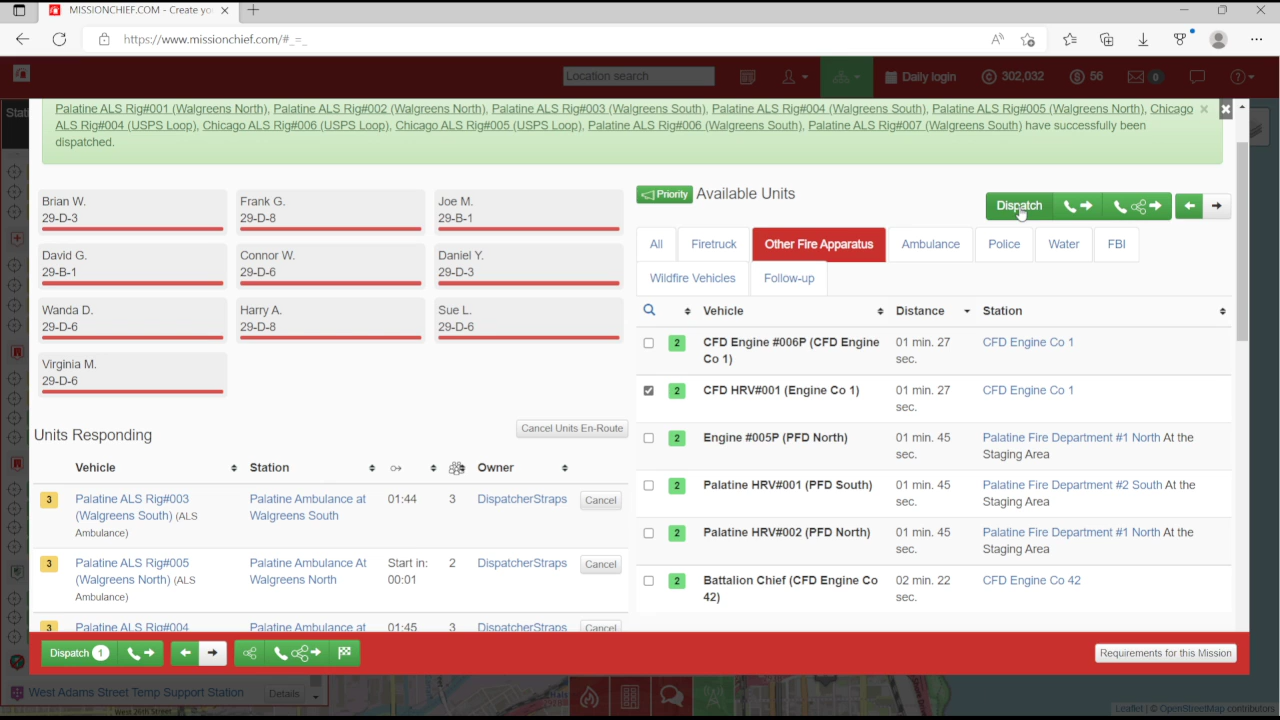 MISSIONCHIEF.COM - Create yo
https://www.missionchief.com/#_=_
Location search
Daily login
302,032
56
0
Stati
Palatine ALS Rig#001 (Walgreens North), Palatine ALS Rig#002 (Walgreens North), Palatine ALS Rig#003 (Walgreens South), Palatine ALS Rig#004 (Walgreens South), Palatine ALS Rig#005 (Walgreens North), Chicago
ALS Rig#004 (USPS Loop), Chicago ALS Rig#006 (USPS Loop), Chicago ALS Rig#005 (USPS Loop), Palatine ALS Rig#006 (Walgreens South), Palatine ALS Rig#007 (Walgreens South) have successfully been
dispatched.
Brian W.
29-D-3
Frank G.
29-D-8
Joe M.
29-B-1
David G.
29-B-1
Connor W.
29-D-6
Daniel Y.
29-D-3
Wanda D.
29-D-6
Harry A.
29-D-8
Sue L.
29-D-6
Virginia M.
29-D-6
Units Responding
Cancel Units En-Route
Vehicle Station Owner
3 Palatine ALS Rig#003 Palatine Ambulance at 01:44 3 DispatcherStraps Cancel
(Walgreens South) (ALS Walgreens South
Ambulance)
3 Palatine ALS Rig#005 Palatine Ambulance At Start in: 2 DispatcherStraps Cancel
(Walgreens North) (ALS Walgreens North 00:01
Ambulance)
3 Palatine ALS Rig#004 Palatine Ambulance at 01:45 3 DispatcherStraps Cancel
Priority Available Units
Dispatch
All Firetruck Other Fire Apparatus Ambulance Police Water FBI
Wildfire Vehicles Follow-up
Vehicle Distance Station
2 CFD Engine #006P (CFD Engine 01 min. 27 CFD Engine Co 1
Co 1) sec.
2 CFD HRV#001 (Engine Co 1) 01 min. 27 CFD Engine Co 1
sec.
2 Engine #005P (PFD North) 01 min. 45 Palatine Fire Department #1 North At the
sec. Staging Area
2 Palatine HRV#001 (PFD South) 01 min. 45 Palatine Fire Department #2 South At the
sec. Staging Area
2 Palatine HRV#002 (PFD North) 01 min. 45 Palatine Fire Department #1 North At the
sec. Staging Area
2 Battalion Chief (CFD Engine Co 02 min. 22 CFD Engine Co 42
42) sec.
Dispatch 1
Requirements for this Mission
West Adams Street Temp Support Station Details
West 26th Street
Leaflet | © OpenStreetMap contributors